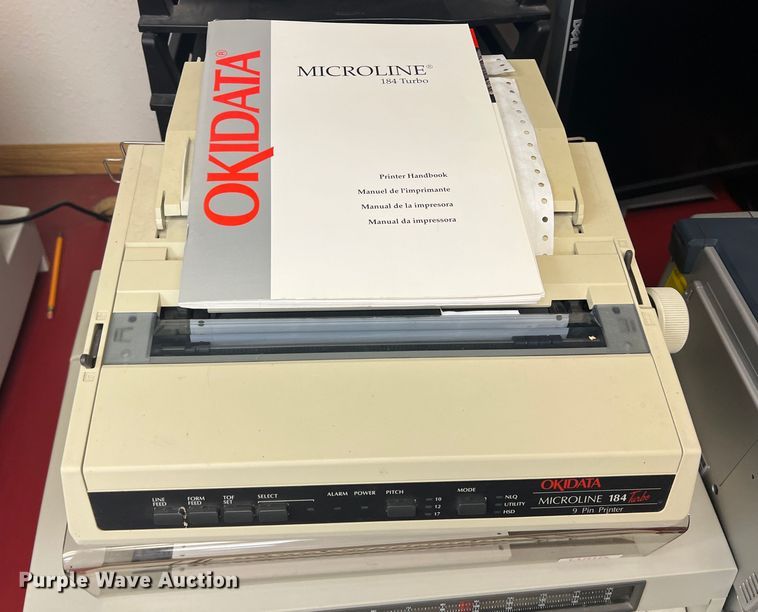 DELL
OKIDATA®
MICROLINE®
184 Turbo
Printer Handbook
Manuel de l'imprimante
Manual de la impresora
Manual da impressora
LINE FEED
FORM FEED
TOF SET
SELECT
ALARM
POWER
PITCH
10
12
17
MODE
NLQ
UTILITY
HSD
OKIDATA
MICROLINE 184 Turbo
9 Pin Printer
Purple Wave Auction